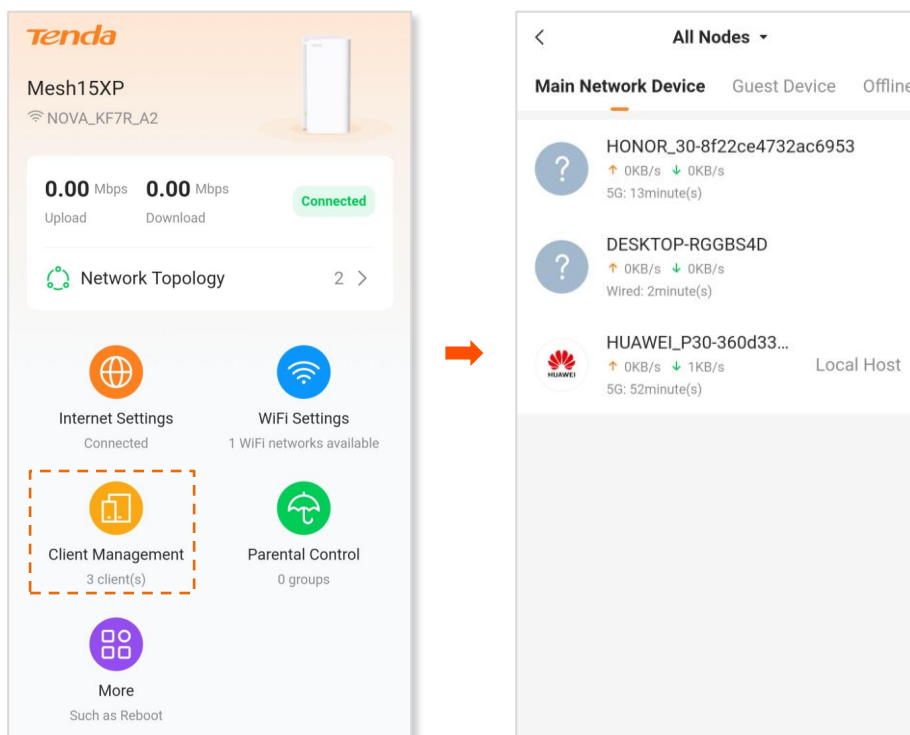 Tenda
Mesh15XP
NOVA_KF7R_A2
0.00 Mbps 0.00 Mbps
Upload Download
Connected
Network Topology 2 >
Internet Settings
Connected
WiFi Settings
1 WiFi networks available
Client Management
3 client(s)
Parental Control
0 groups
More
Such as Reboot
< All Nodes
Main Network Device Guest Device Offline
? HONOR_30-8f22ce4732ac6953
↑ 0KB/s ↓ 0KB/s
5G: 13minute(s)
? DESKTOP-RGGBS4D
↑ 0KB/s ↓ 0KB/s
Wired: 2minute(s)
HUAWEI
HUAWEI_P30-360d33...
↑ 0KB/s ↓ 1KB/s
5G: 52minute(s)
Local Host